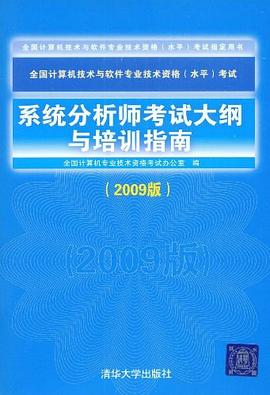 全国计算机技术与软件专业技术资格（水平）考试指定用书
全国计算机技术与软件专业技术资格（水平）考试
系统分析师考试大纲
与培训指南
全国计算机专业技术资格考试办公室 编
（2009版）
(2009版)
清华大学出版社